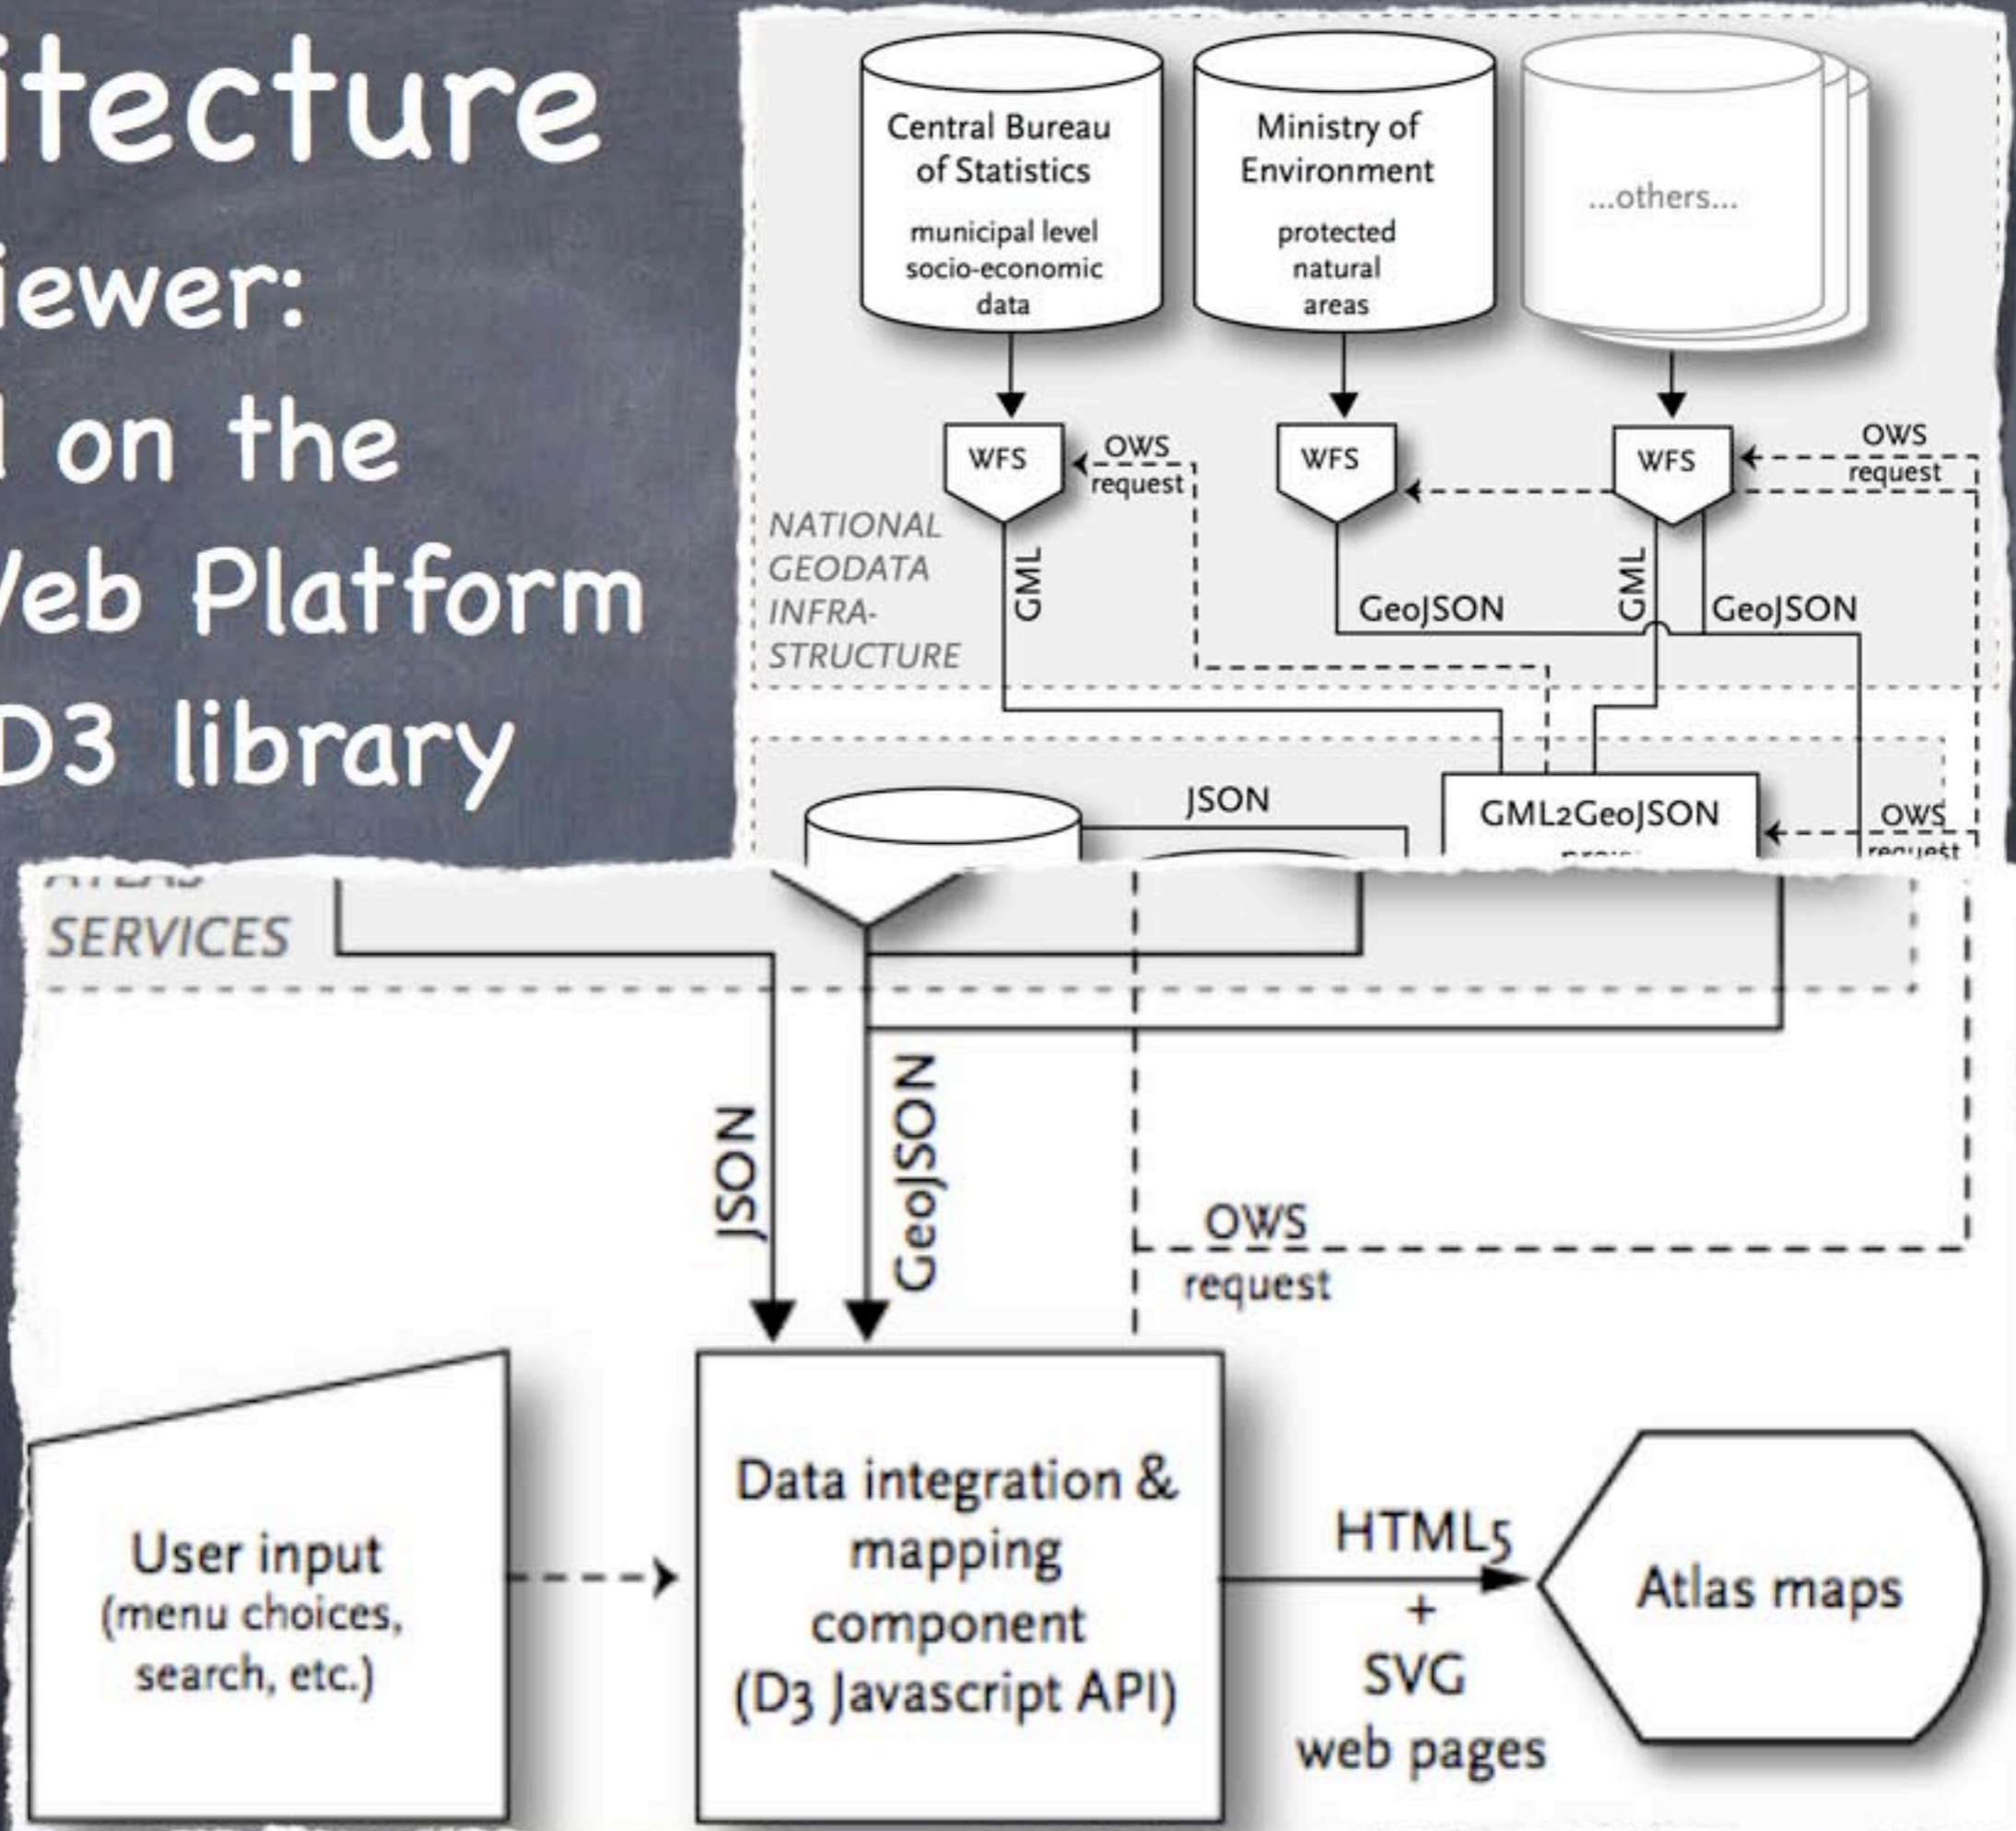 itecture
iewer:
on the
Web Platform
D3 library
Central Bureau
of Statistics
municipal level
socio-economic
data
Ministry of
Environment
protected
natural
areas
...others...
WFS
OWS
request
WFS
WFS
OWS
request
NATIONAL
GEODATA
INFRA-
STRUCTURE
GML
GeoJSON
GML
GeoJSON
JSON
GML2GeoJSON
OWS
request
SERVICES
JSON
GeoJSON
OWS
request
User input
(menu choices,
search, etc.)
Data integration &
mapping
component
(D3 Javascript API)
HTML5
+
SVG
web pages
Atlas maps